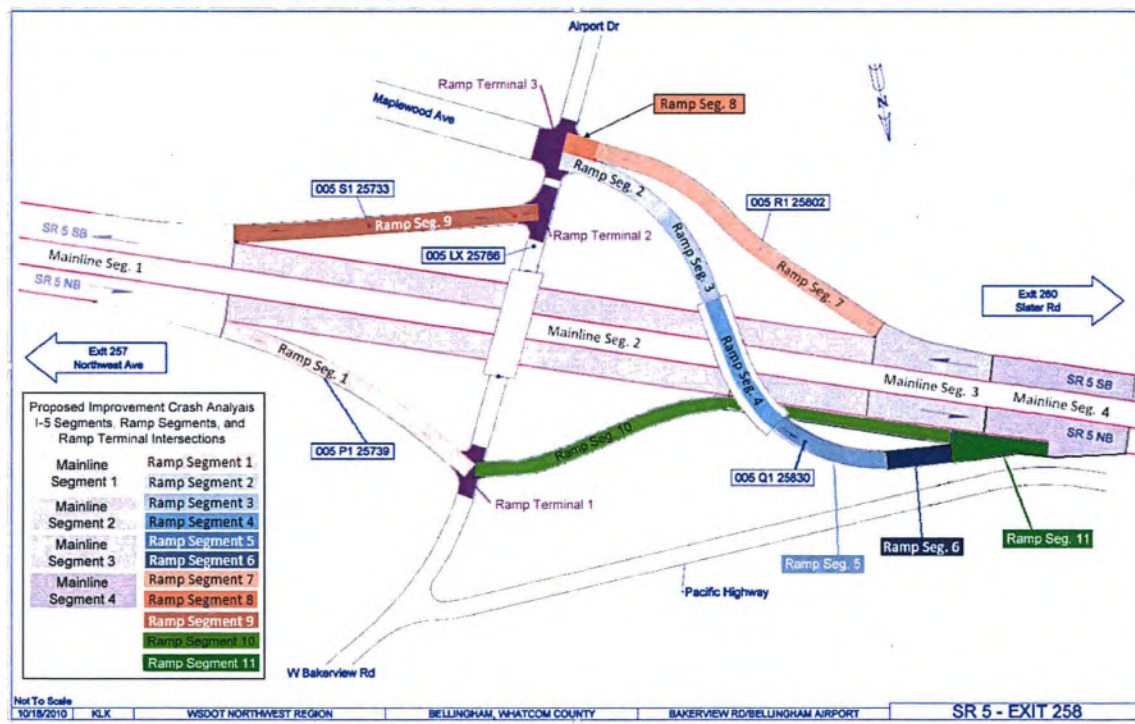 Airport Dr
Ramp Terminal 3
Maplewood Ave
Ramp Seg. 8
N
Ramp Seg. 2
005 S1 25733
005 R1 25802
Ramp Seg. 9
SR 5 SB
Ramp Terminal 2
005 LX 25786
Mainline Seg. 1
Ramp Seg. 3
Ramp Seg. 7
SR 5 NB
Exit 260
Slater Rd
Mainline Seg. 2
Exit 257
Northwest Ave
Ramp Seg. 1
Ramp Seg. 4
Mainline Seg. 3
SR 5 SB
Mainline Seg. 4
SR 5 NB
Proposed Improvement Crash Analyais
I-5 Segments, Ramp Segments, and
Ramp Terminal Intersections
Mainline
Segment 1
Mainline
Segment 2
Mainline
Segment 3
Mainline
Segment 4
Ramp Segment 1
Ramp Segment 2
Ramp Segment 3
Ramp Segment 4
Ramp Segment 5
Ramp Segment 6
Ramp Segment 7
Ramp Segment 8
Ramp Segment 9
Ramp Segment 10
Ramp Segment 11
Ramp Seg. 10
005 P1 25739
005 Q1 25830
Ramp Terminal 1
Ramp Seg. 5
Ramp Seg. 6
Ramp Seg. 11
Pacific Highway
W Bakerview Rd
Not To Scale
10/18/2010 KLK WSDOT NORTHWEST REGION BELLINGHAM, WHATCOM COUNTY BAKERVIEW RD/BELLINGHAM AIRPORT SR 5 - EXIT 258